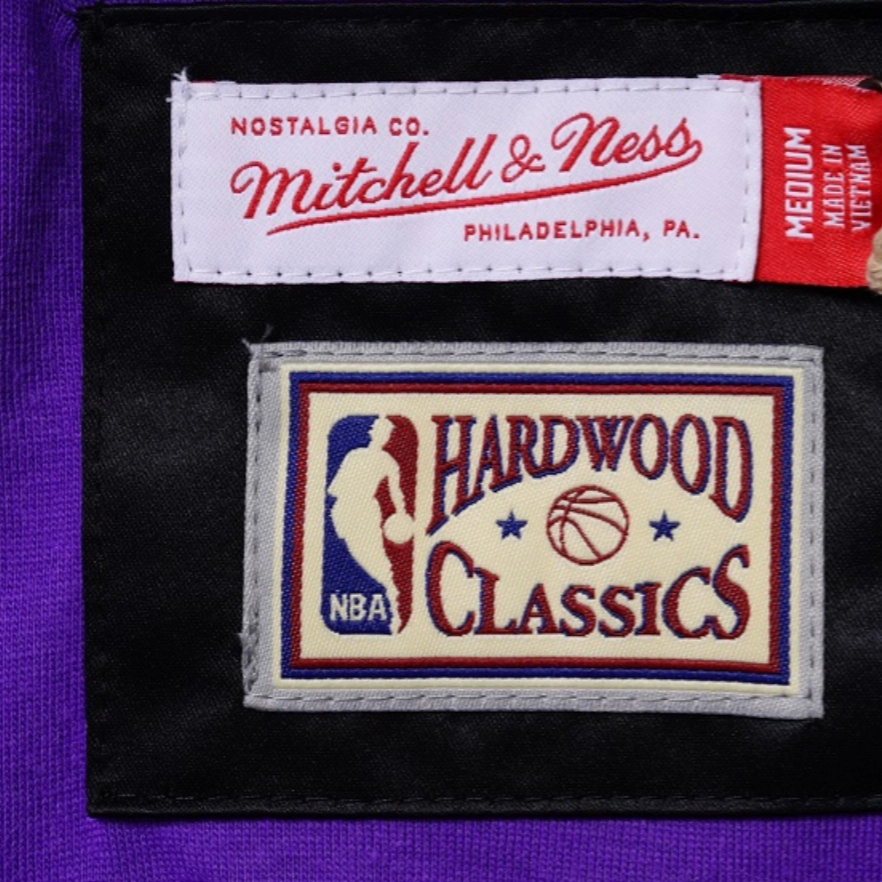 NOSTALGIA CO.
Mitchell & Ness
PHILADELPHIA, PA.
MEDIUM
MADE IN
VIETNAM
HARDWOOD
CLASSICS
NBA